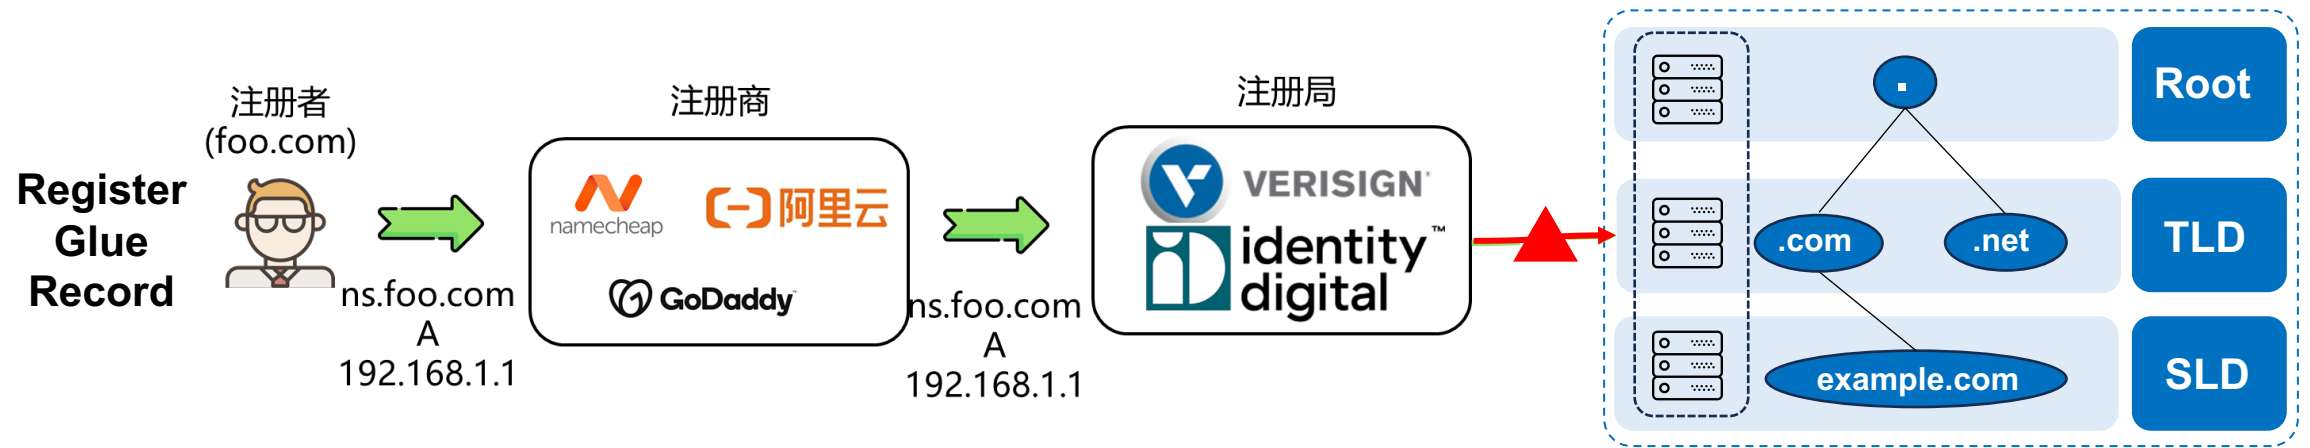 Register
Glue
Record
注册者
(foo.com)
ns.foo.com
A
192.168.1.1
注册商
namecheap
阿里云
GoDaddy
ns.foo.com
A
192.168.1.1
注册局
VERISIGN
identity™
digital
.
Root
.com
.net
TLD
example.com
SLD